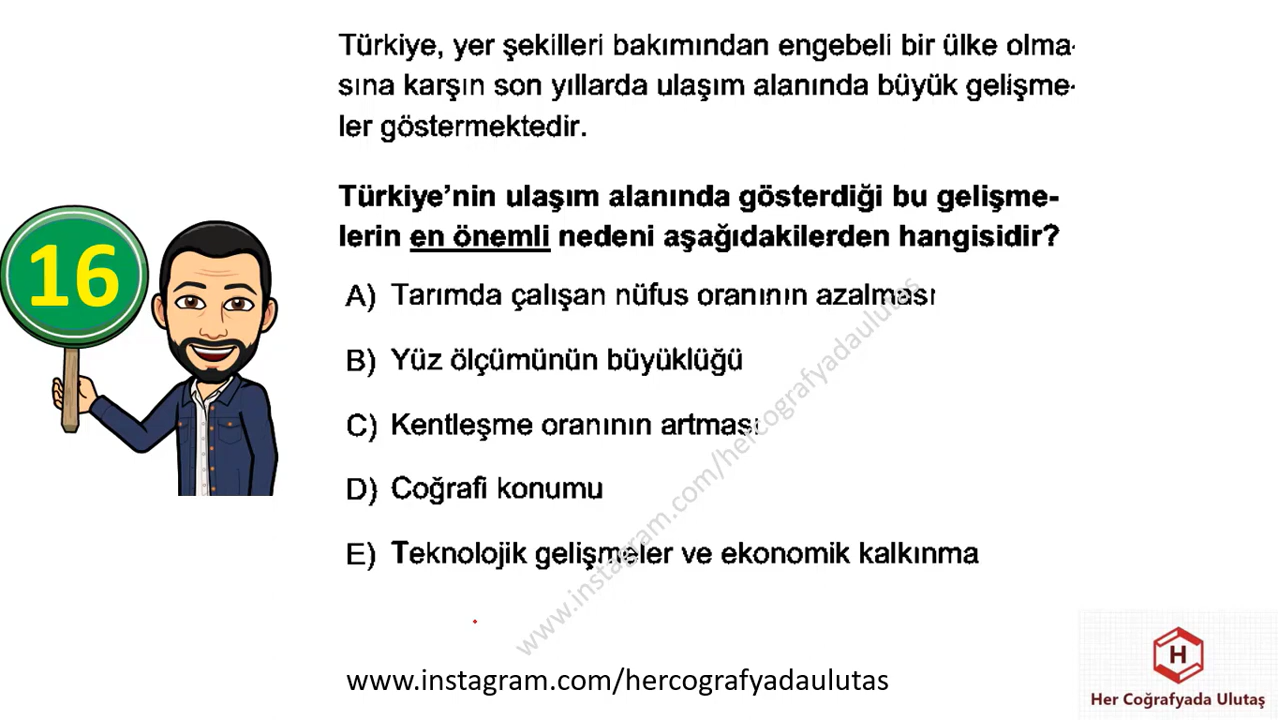 Türkiye, yer şekilleri bakımından engebeli bir ülke olma-
sına karşın son yıllarda ulaşım alanında büyük gelişme-
ler göstermektedir.
Türkiye’nin ulaşım alanında gösterdiği bu gelişme-
lerin en önemli nedeni aşağıdakilerden hangisidir?
16
A) Tarımda çalışan nüfus oranının azalması
B) Yüz ölçümünün büyüklüğü
C) Kentleşme oranının artması
D) Coğrafi konumu
E) Teknolojik gelişmeler ve ekonomik kalkınma
www.instagram.com/hercografyadaulutas
www.instagram.com/hercografyadaulutas
H
Her Coğrafyada Ulutaş